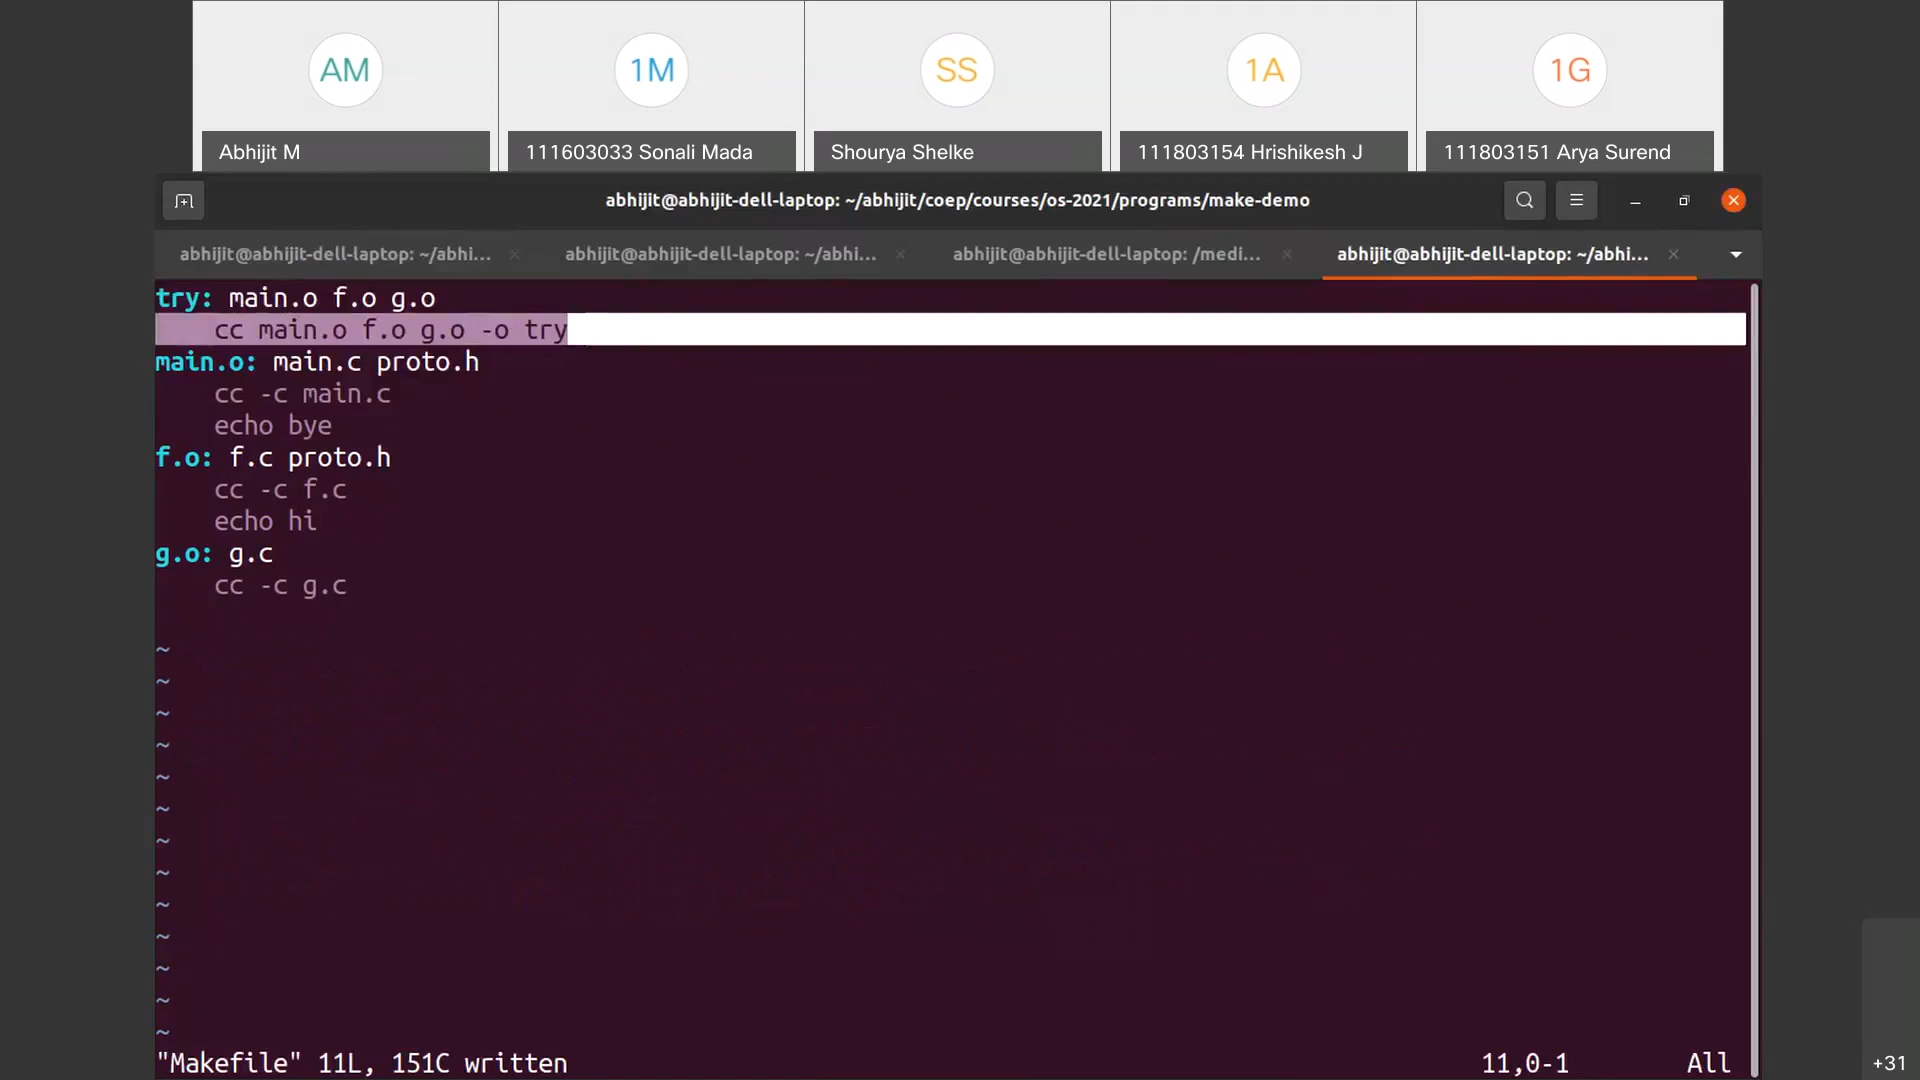 AM
1M
SS
1A
1G
Abhijit M
111603033 Sonali Mada
Shourya Shelke
111803154 Hrishikesh J
111803151 Arya Surend
abhijit@abhijit-dell-laptop: ~/abhijit/coep/courses/os-2021/programs/make-demo
abhijit@abhijit-dell-laptop: ~/abhi...
abhijit@abhijit-dell-laptop: ~/abhi...
abhijit@abhijit-dell-laptop: /medi...
abhijit@abhijit-dell-laptop: ~/abhi...
try: main.o f.o g.o
    cc main.o f.o g.o -o try
main.o: main.c proto.h
    cc -c main.c
    echo bye
f.o: f.c proto.h
    cc -c f.c
    echo hi
g.o: g.c
    cc -c g.c
~
~
~
~
~
~
~
~
~
~
~
~
~
"Makefile" 11L, 151C written
11,0-1
All
+31